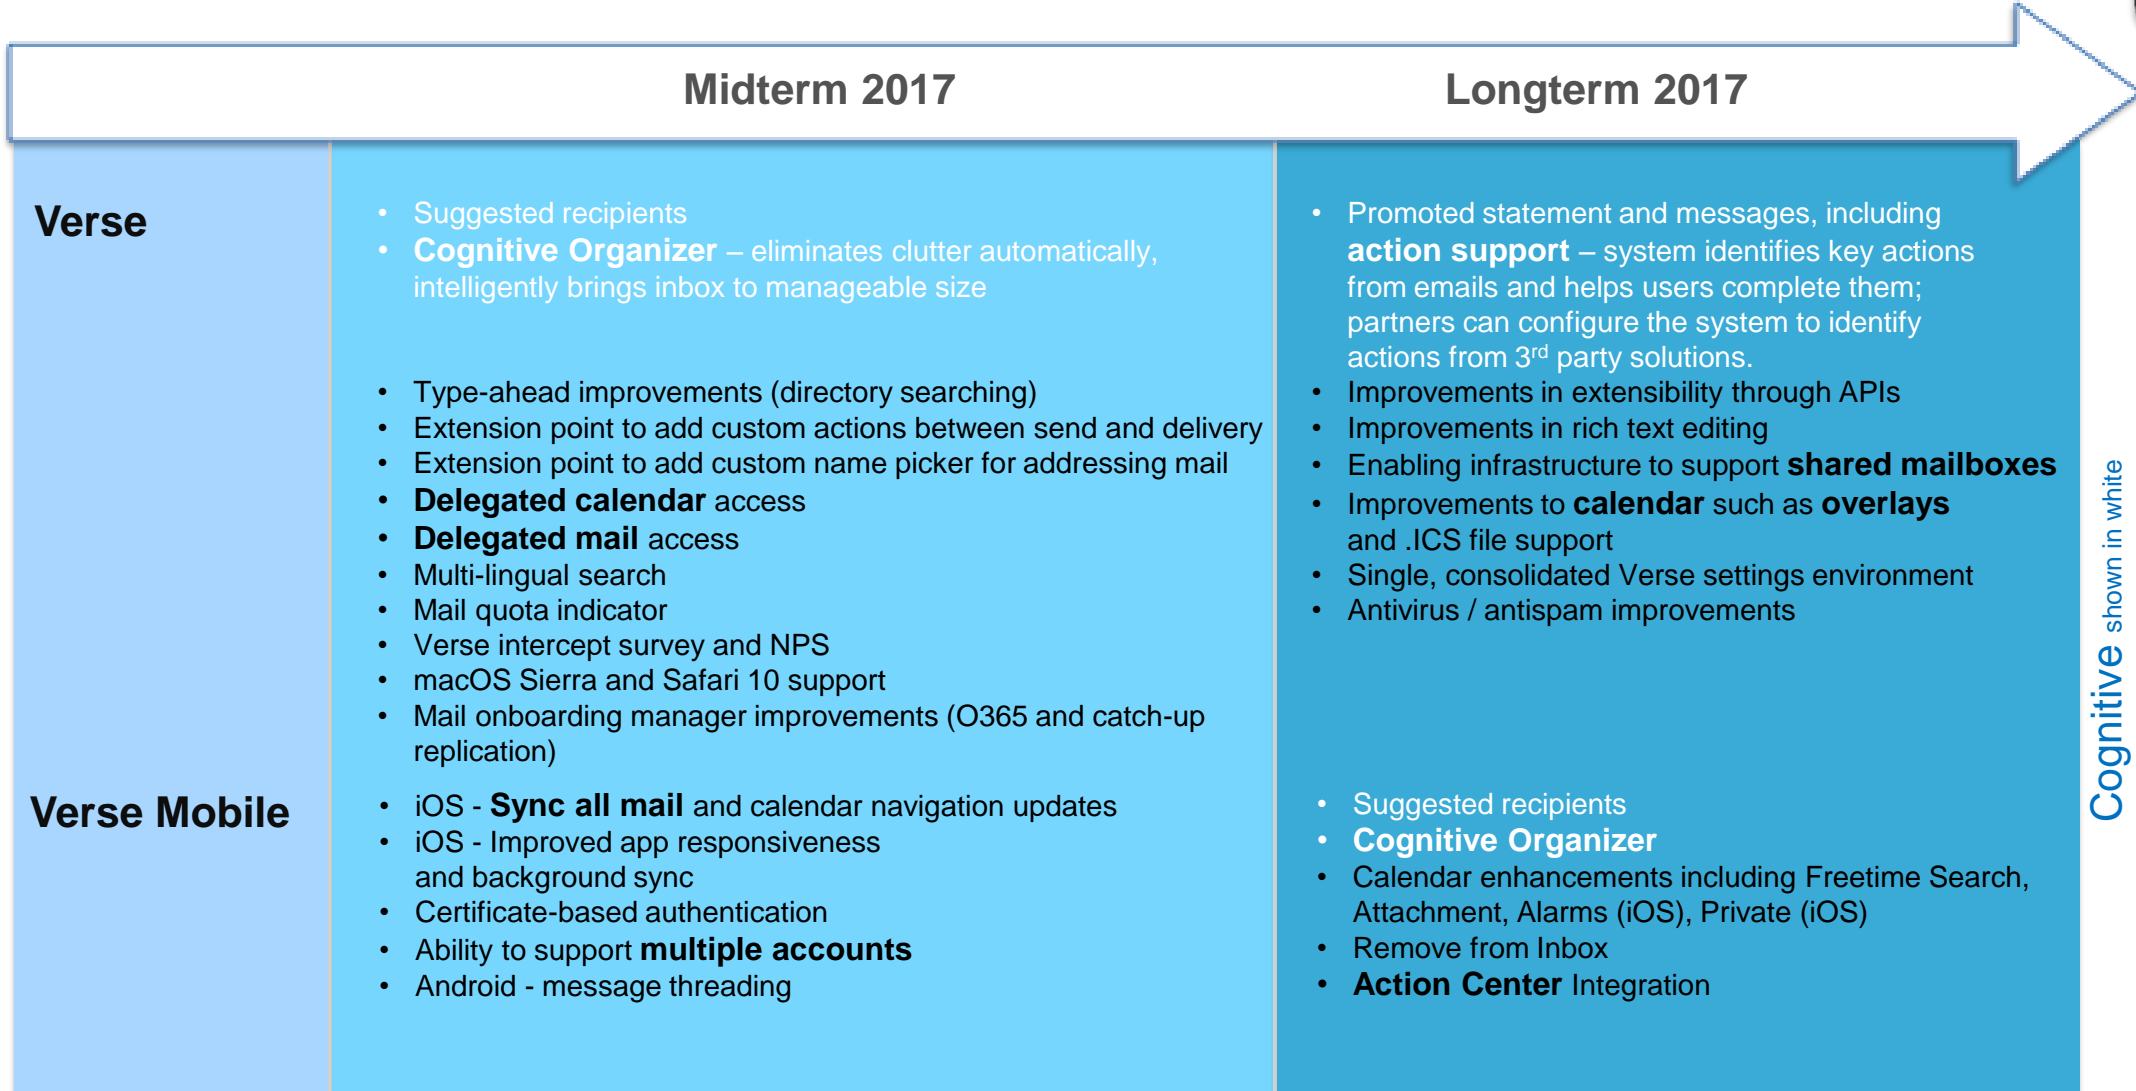 Midterm 2017
Longterm 2017
Verse
• Suggested recipients
• Cognitive Organizer – eliminates clutter automatically,
intelligently brings inbox to manageable size
• Type-ahead improvements (directory searching)
• Extension point to add custom actions between send and delivery
• Extension point to add custom name picker for addressing mail
• Delegated calendar access
• Delegated mail access
• Multi-lingual search
• Mail quota indicator
• Verse intercept survey and NPS
• macOS Sierra and Safari 10 support
• Mail onboarding manager improvements (O365 and catch-up
replication)
• Promoted statement and messages, including
action support – system identifies key actions
from emails and helps users complete them;
partners can configure the system to identify
actions from 3rd party solutions.
• Improvements in extensibility through APIs
• Improvements in rich text editing
• Enabling infrastructure to support shared mailboxes
• Improvements to calendar such as overlays
and .ICS file support
• Single, consolidated Verse settings environment
• Antivirus / antispam improvements
Verse Mobile
• iOS - Sync all mail and calendar navigation updates
• iOS - Improved app responsiveness
and background sync
• Certificate-based authentication
• Ability to support multiple accounts
• Android - message threading
• Suggested recipients
• Cognitive Organizer
• Calendar enhancements including Freetime Search,
Attachment, Alarms (iOS), Private (iOS)
• Remove from Inbox
• Action Center Integration
Cognitive shown in white